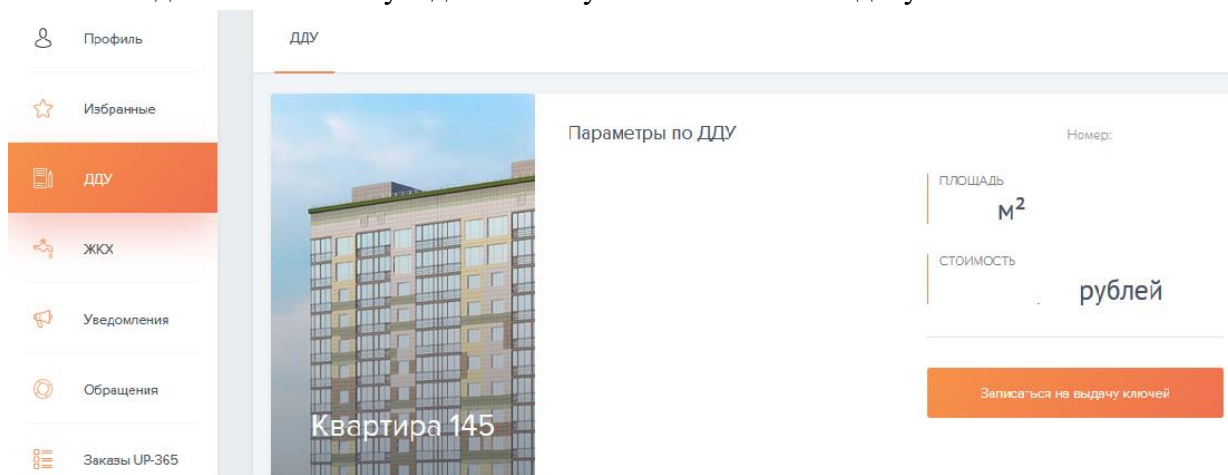 Профиль
ДДУ
Избранные
Параметры по ДДУ
Номер:
ДДУ
ПЛОЩАДЬ
м²
ЖКХ
СТОИМОСТЬ
рублей
Уведомления
Обращения
Записаться на выдачу ключей
Квартира 145
Заказы UP-365